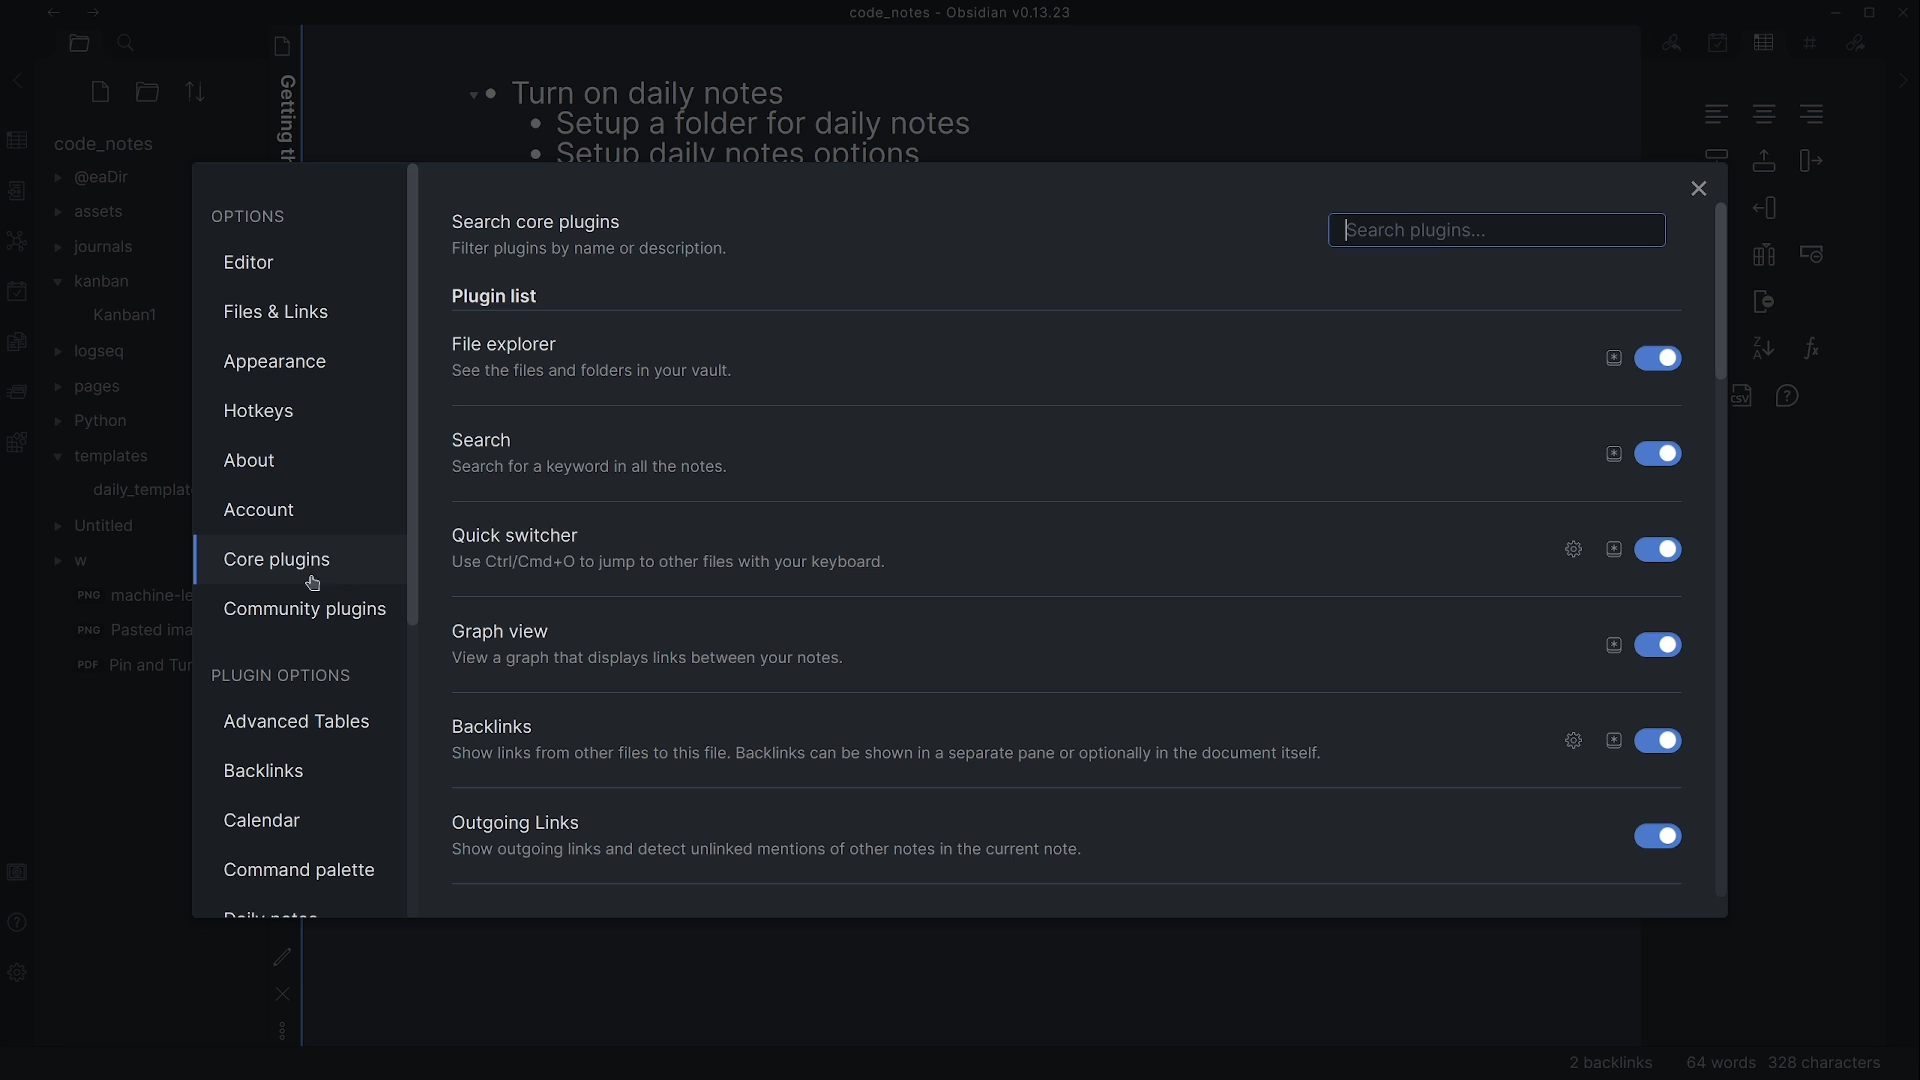 code_notes - Obsidian v0.13.23
Getting
Turn on daily notes
Setup a folder for daily notes
Setup daily notes options
code_notes
@eaDir
assets
journals
kanban
Kanban1
logseq
pages
Python
templates
daily_templat
Untitled
w
PNG machine-le
PNG Pasted ima
PDF Pin and Tur
OPTIONS
Editor
Files & Links
Appearance
Hotkeys
About
Account
Core plugins
Community plugins
PLUGIN OPTIONS
Advanced Tables
Backlinks
Calendar
Command palette
Daily notes
Search core plugins
Filter plugins by name or description.
Search plugins...
Plugin list
File explorer
See the files and folders in your vault.
Search
Search for a keyword in all the notes.
Quick switcher
Use Ctrl/Cmd+O to jump to other files with your keyboard.
Graph view
View a graph that displays links between your notes.
Backlinks
Show links from other files to this file. Backlinks can be shown in a separate pane or optionally in the document itself.
Outgoing Links
Show outgoing links and detect unlinked mentions of other notes in the current note.
CSV
2 backlinks 64 words 328 characters